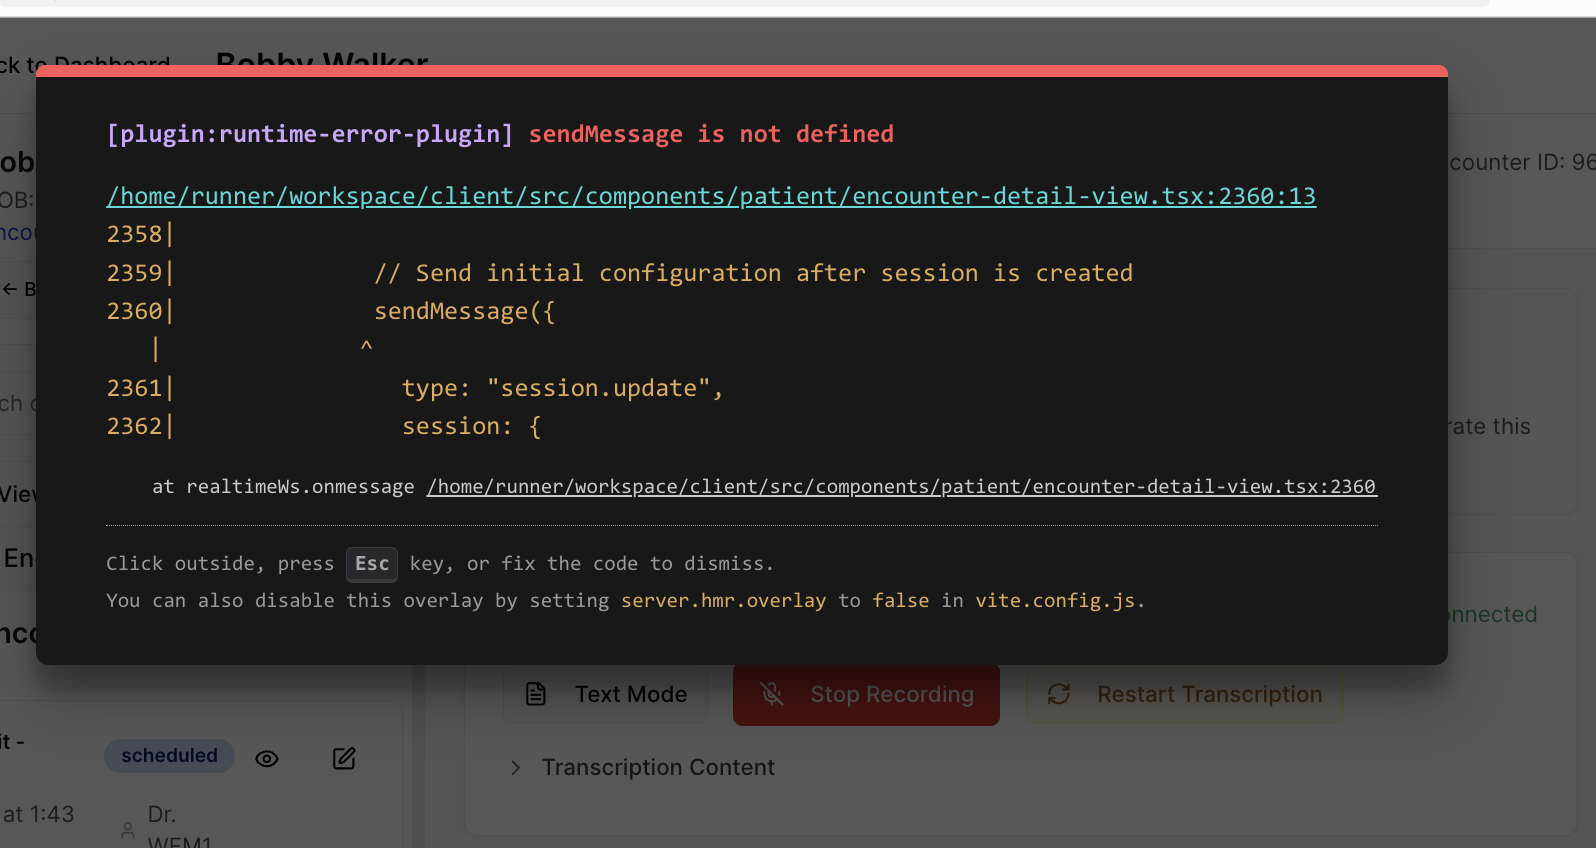 ck to Dashboard
Bobby Walker
[plugin:runtime-error-plugin] sendMessage is not defined
/home/runner/workspace/client/src/components/patient/encounter-detail-view.tsx:2360:13
2358|
2359|              // Send initial configuration after session is created
2360|              sendMessage({
    |             ^
2361|                type: "session.update",
2362|                session: {
at realtimeWs.onmessage /home/runner/workspace/client/src/components/patient/encounter-detail-view.tsx:2360
Click outside, press Esc key, or fix the code to dismiss.
You can also disable this overlay by setting server.hmr.overlay to false in vite.config.js.
ob
OB:
ncou
← B
ch
View
En
nco
counter ID: 96
rate this
onnected
Text Mode
Stop Recording
Restart Transcription
Transcription Content
it -
scheduled
at 1:43
Dr.
WEM1